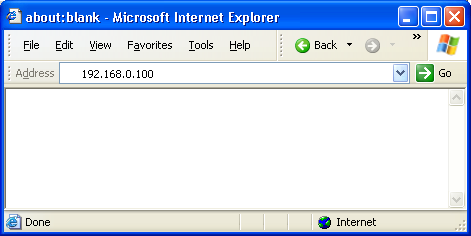 about:blank - Microsoft Internet Explorer
File Edit View Favorites Tools Help Back »
Address 192.168.0.100 Go
Done Internet